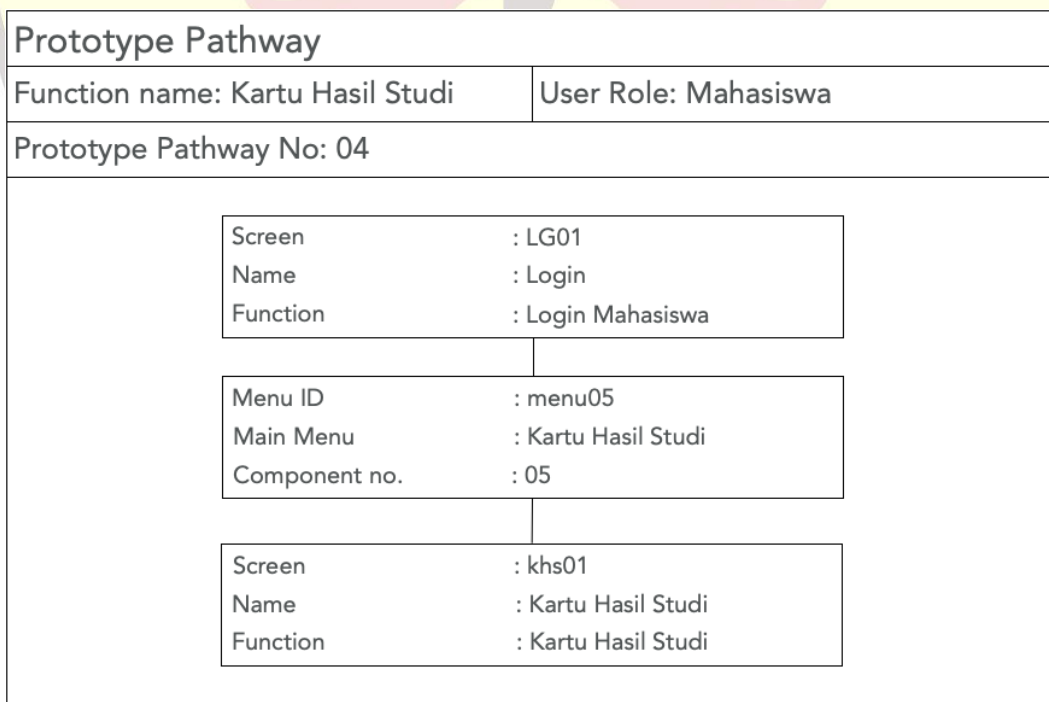 Prototype Pathway
Function name: Kartu Hasil Studi User Role: Mahasiswa
Prototype Pathway No: 04
Screen : LG01
Name : Login
Function : Login Mahasiswa
Menu ID : menu05
Main Menu : Kartu Hasil Studi
Component no. : 05
Screen : khs01
Name : Kartu Hasil Studi
Function : Kartu Hasil Studi